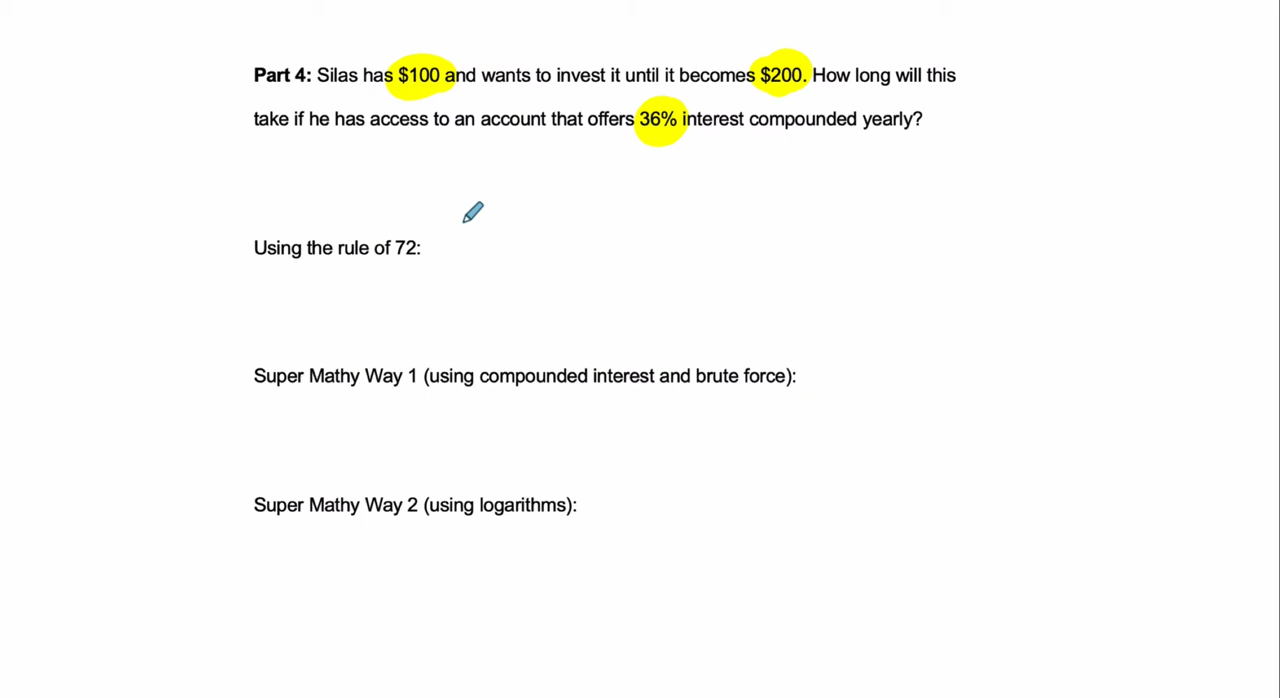 Part 4: Silas has $100 and wants to invest it until it becomes $200. How long will this
take if he has access to an account that offers 36% interest compounded yearly?
Using the rule of 72:
Super Mathy Way 1 (using compounded interest and brute force):
Super Mathy Way 2 (using logarithms):